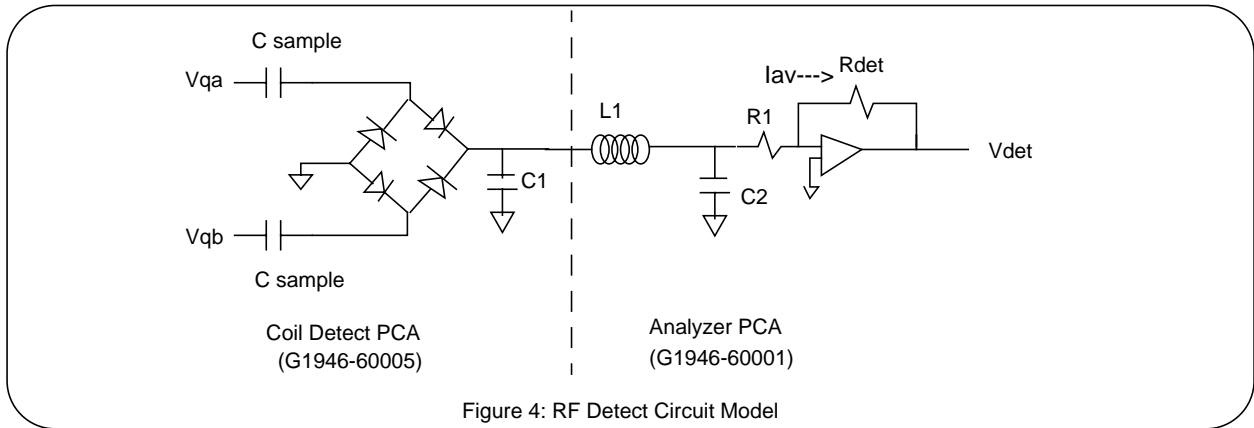 C sample
Vqa
Iav--->
Rdet
L1
R1
Vdet
C1
C2
Vqb
C sample
Coil Detect PCA
(G1946-60005)
Analyzer PCA
(G1946-60001)
Figure 4: RF Detect Circuit Model